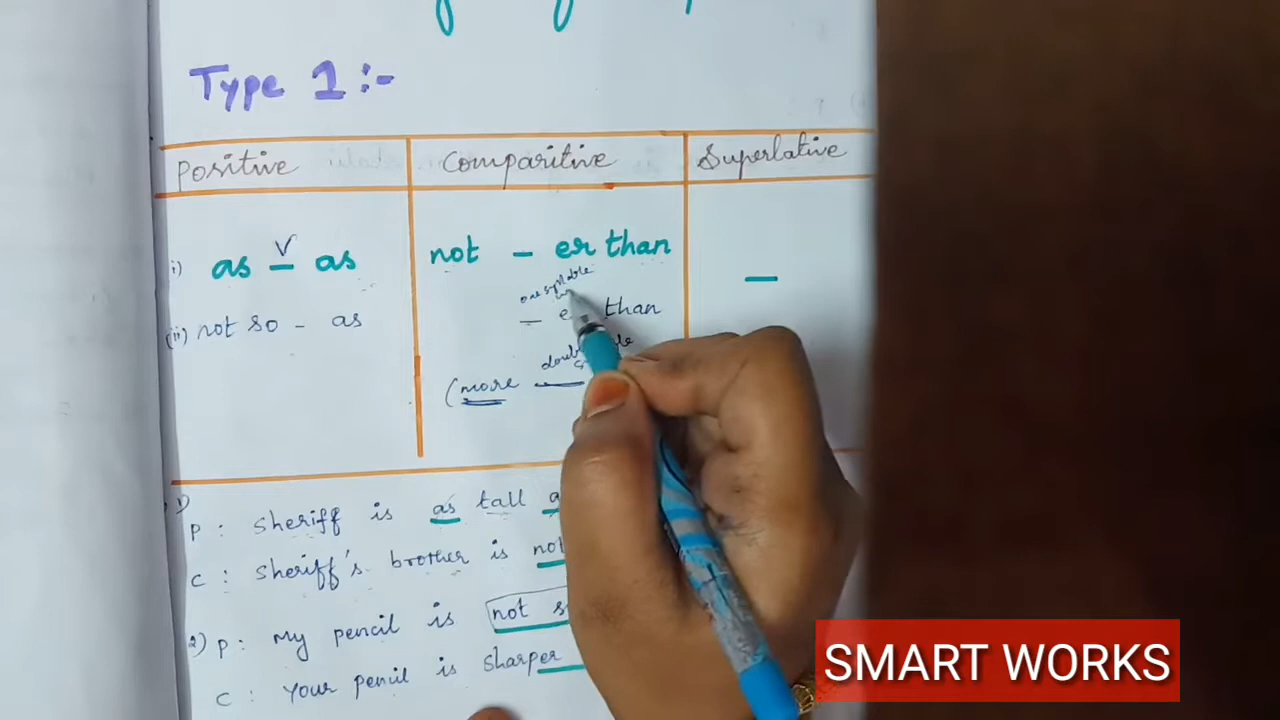 Type 1:-
Positive Comparitive Superlative
i) as - as not - er than -
(ii) not so - as - than
one syllable
(more
1)
P : Sheriff is as tall
C : Sheriff's brother is not
2) P : My pencil is not
C : Your pencil is sharper
SMART WORKS